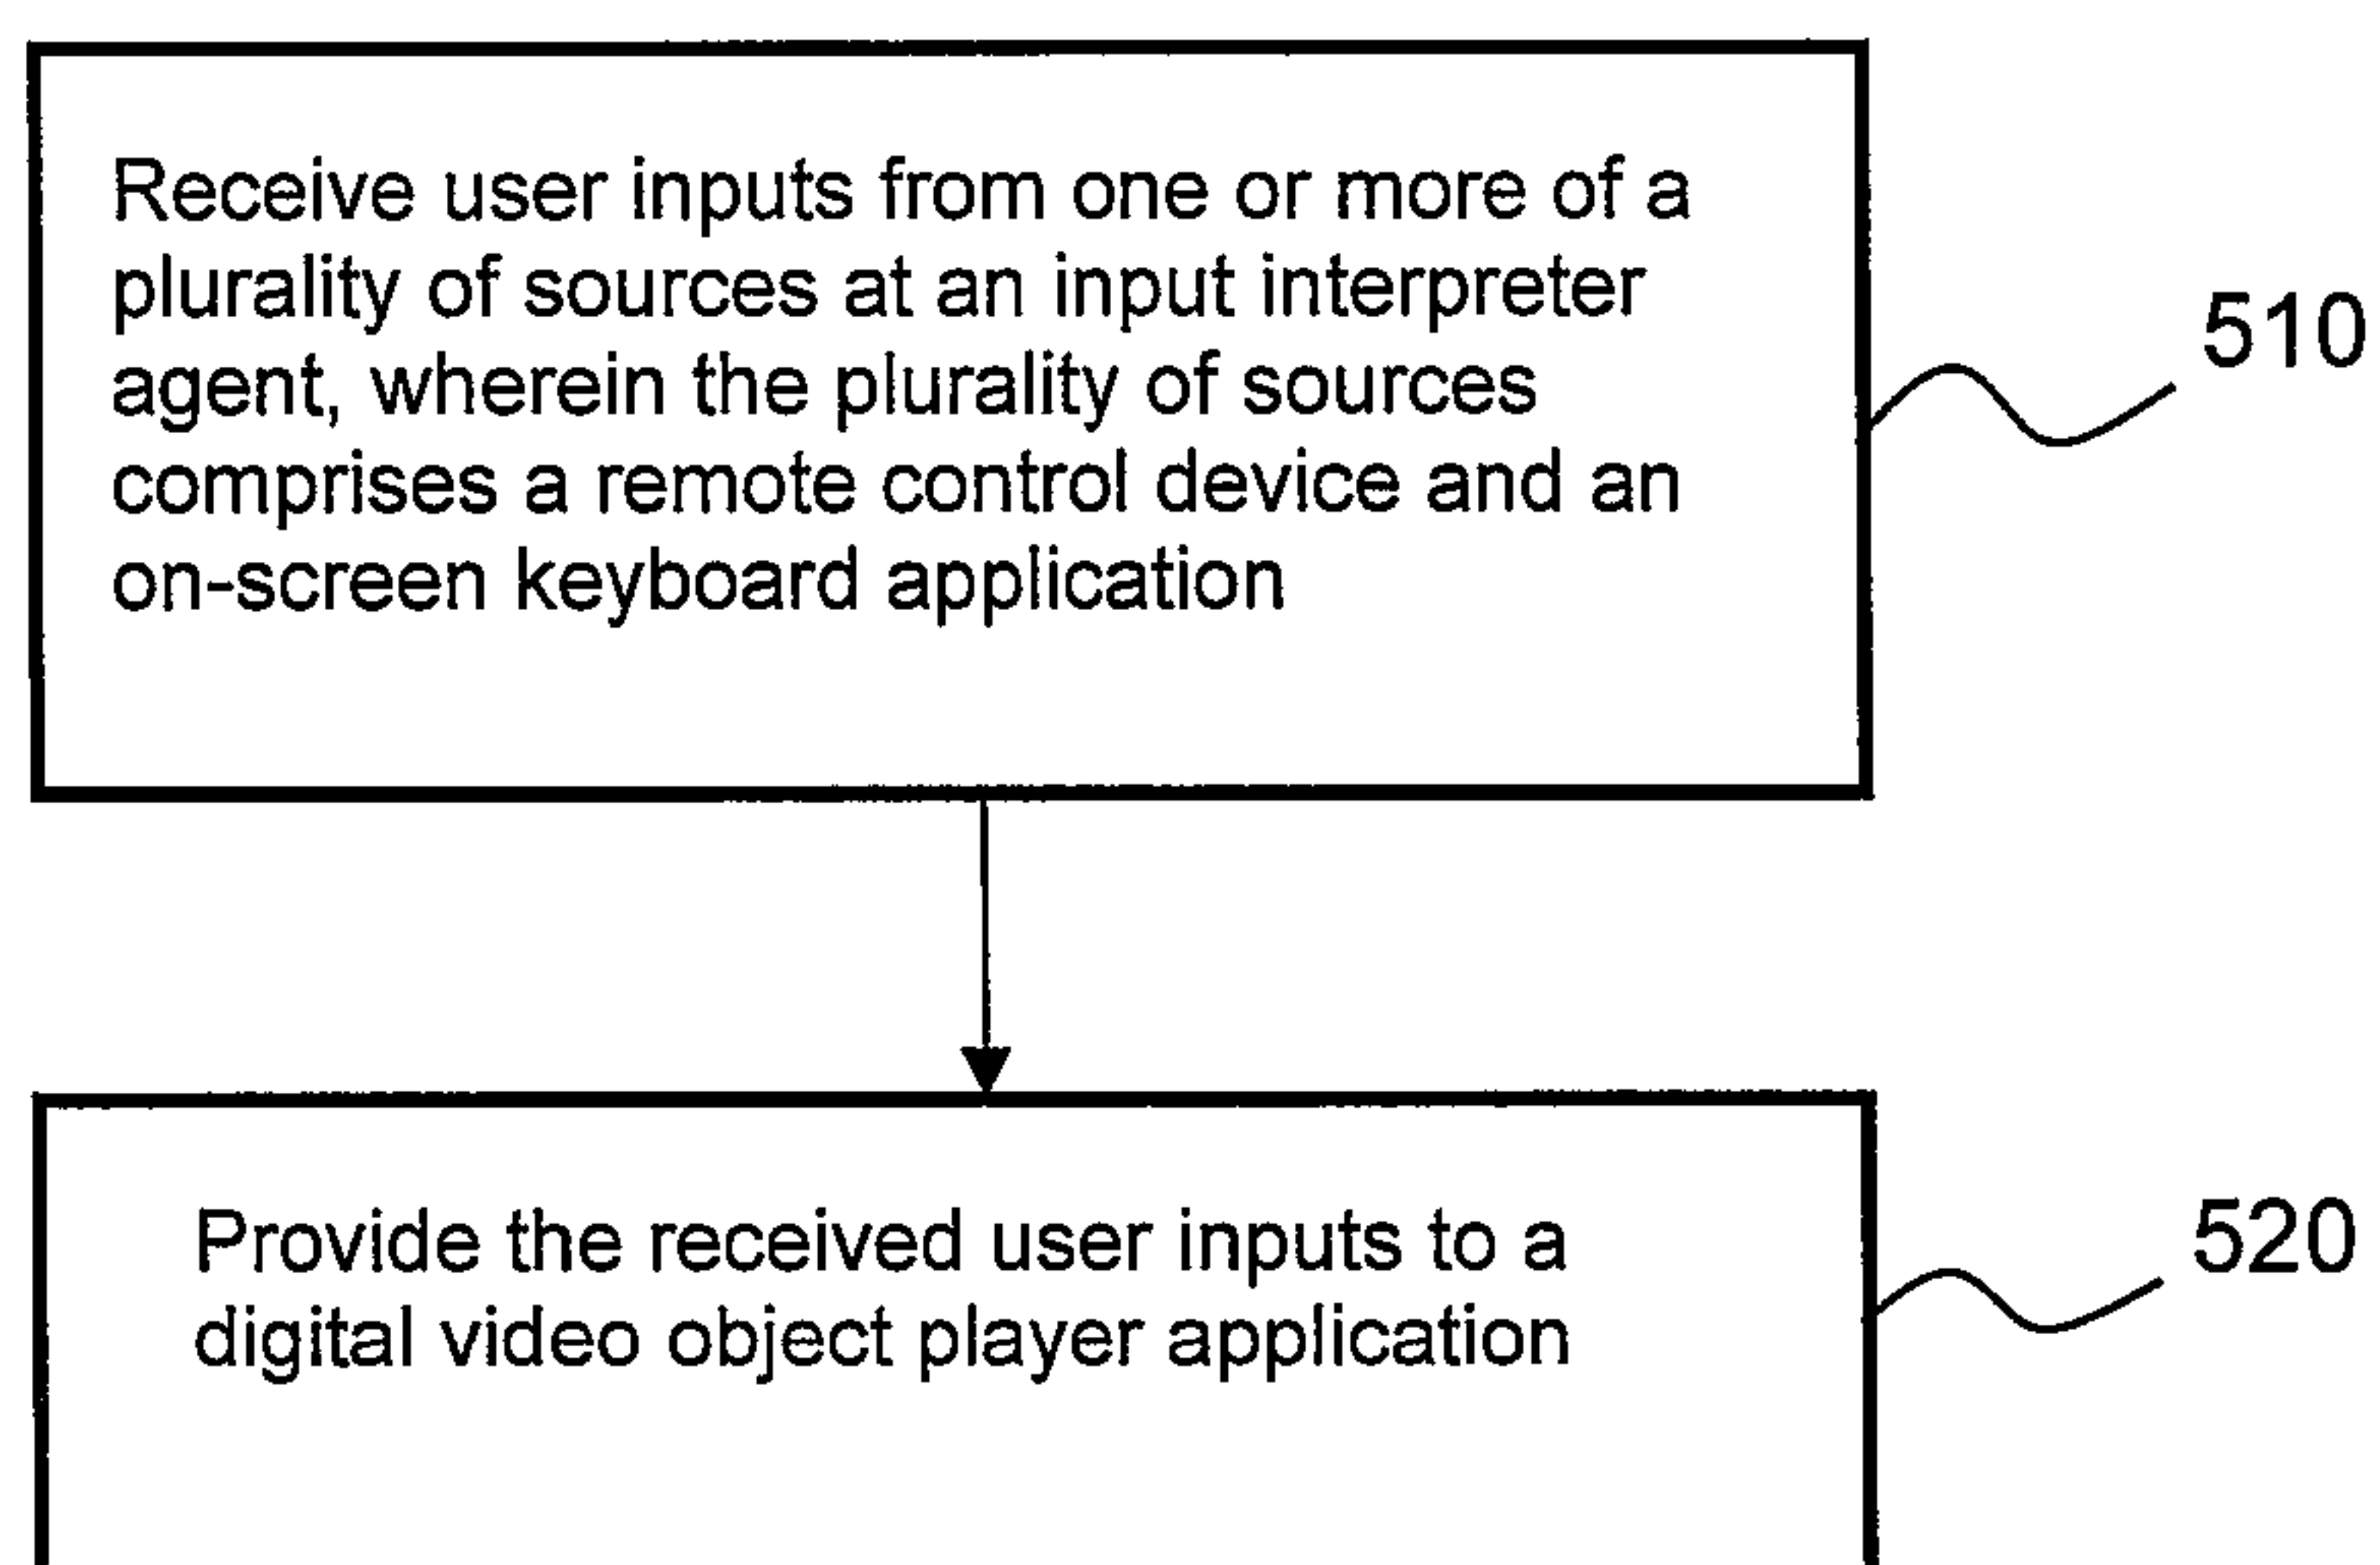 Receive user inputs from one or more of a
plurality of sources at an input interpreter
agent, wherein the plurality of sources
comprises a remote control device and an
on-screen keyboard application
510
Provide the received user inputs to a
digital video object player application
520